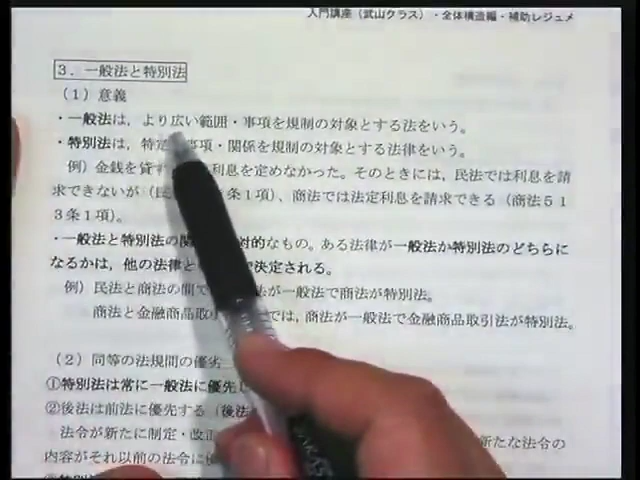 入門講座（武山クラス）・全体構造編・補助レジュメ
３．一般法と特別法
（１）意義
・一般法は，より広い範囲・事項を規制の対象とする法をいう。
・特別法は，特定 事項・関係を規制の対象とする法律をいう。
例）金銭を貸す 利息を定めなかった。そのときには，民法では利息を請
求できないが（民 条１項）、商法では法定利息を請求できる（商法５１
３条１項）。
・一般法と特別法の関 対的なもの。ある法律が一般法か特別法のどちらに
なるかは，他の法律と 決定される。
例）民法と商法の間で 法が一般法で商法が特別法。
商法と金融商品取引 では，商法が一般法で金融商品取引法が特別法。
（２）同等の法規間の優劣
①特別法は常に一般法に優先
②後法は前法に優先する（後法
法令が新たに制定・改正 新たな法令の
内容がそれ以前の法令に